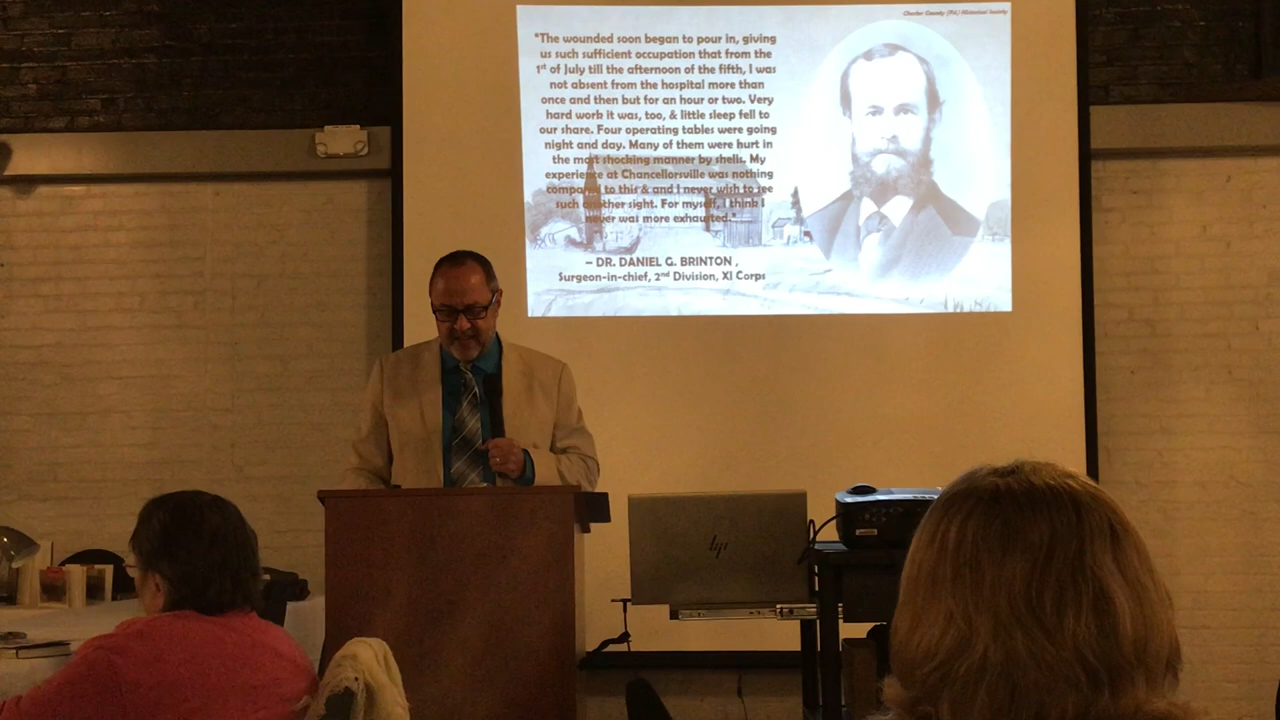 Chester County (PA) Historical Society
"The wounded soon began to pour in, giving
us such sufficient occupation that from the
1st of July till the afternoon of the fifth, I was
not absent from the hospital more than
once and then but for an hour or two. Very
hard work it was, too, & little sleep fell to
our share. Four operating tables were going
night and day. Many of them were hurt in
the most shocking manner by shells. My
experience at Chancellorsville was nothing
compared to this & and I never wish to see
such another sight. For myself, I think I
never was more exhausted."
– DR. DANIEL G. BRINTON ,
Surgeon-in-chief, 2nd Division, XI Corps
hp